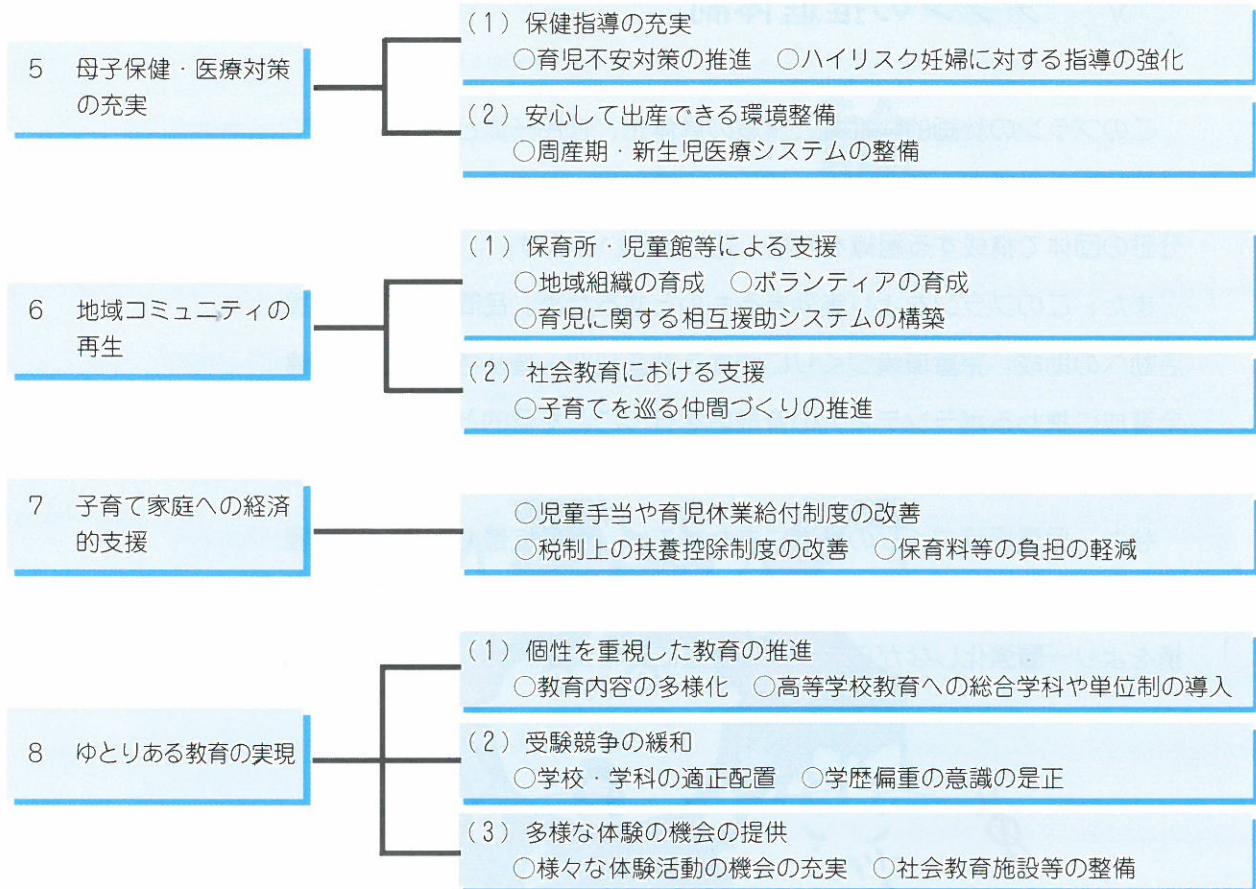 5 母子保健・医療対策
の充実
(1) 保健指導の充実
○育児不安対策の推進 ○ハイリスク妊婦に対する指導の強化
(2) 安心して出産できる環境整備
○周産期・新生児医療システムの整備
6 地域コミュニティの
再生
(1) 保育所・児童館等による支援
○地域組織の育成 ○ボランティアの育成
○育児に関する相互援助システムの構築
(2) 社会教育における支援
○子育てを巡る仲間づくりの推進
7 子育て家庭への経済
的支援
○児童手当や育児休業給付制度の改善
○税制上の扶養控除制度の改善 ○保育料等の負担の軽減
8 ゆとりある教育の実現
(1) 個性を重視した教育の推進
○教育内容の多様化 ○高等学校教育への総合学科や単位制の導入
(2) 受験競争の緩和
○学校・学科の適正配置 ○学歴偏重の意識の是正
(3) 多様な体験の機会の提供
○様々な体験活動の機会の充実 ○社会教育施設等の整備